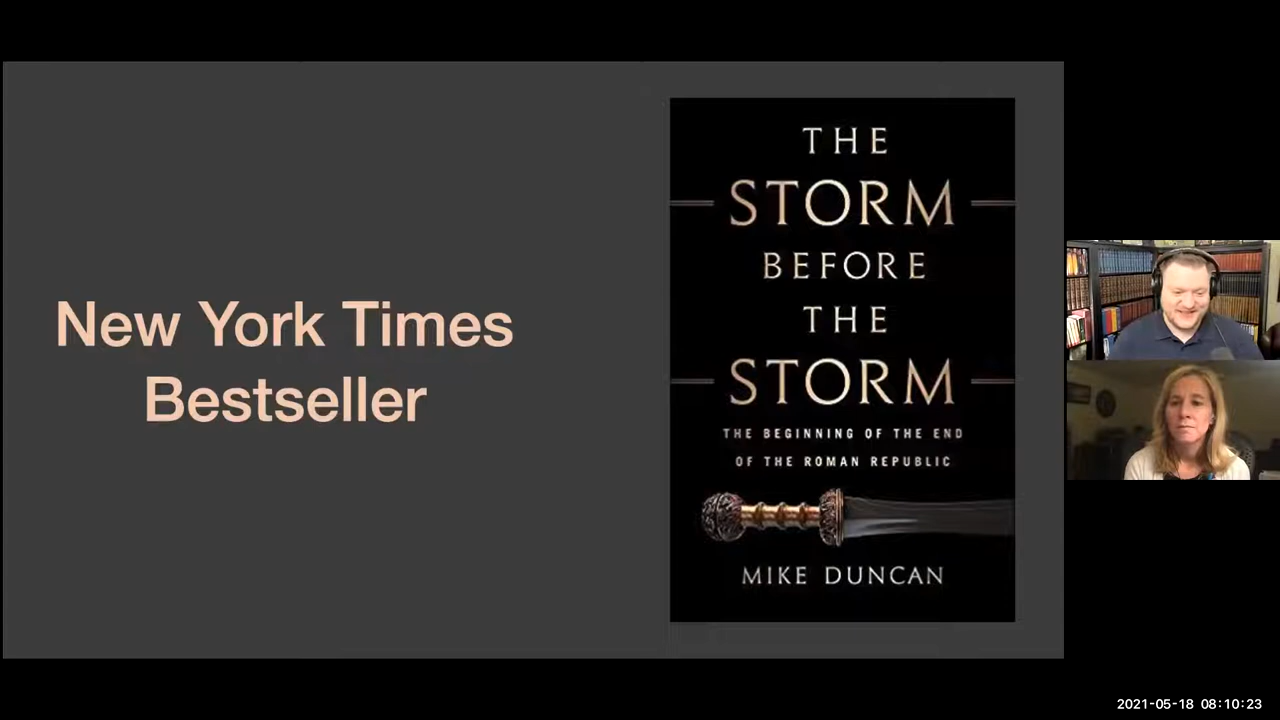 New York Times
Bestseller
THE
STORM
BEFORE
THE
STORM
THE BEGINNING OF THE END
OF THE ROMAN REPUBLIC
MIKE DUNCAN
2021-05-18 08:10:23